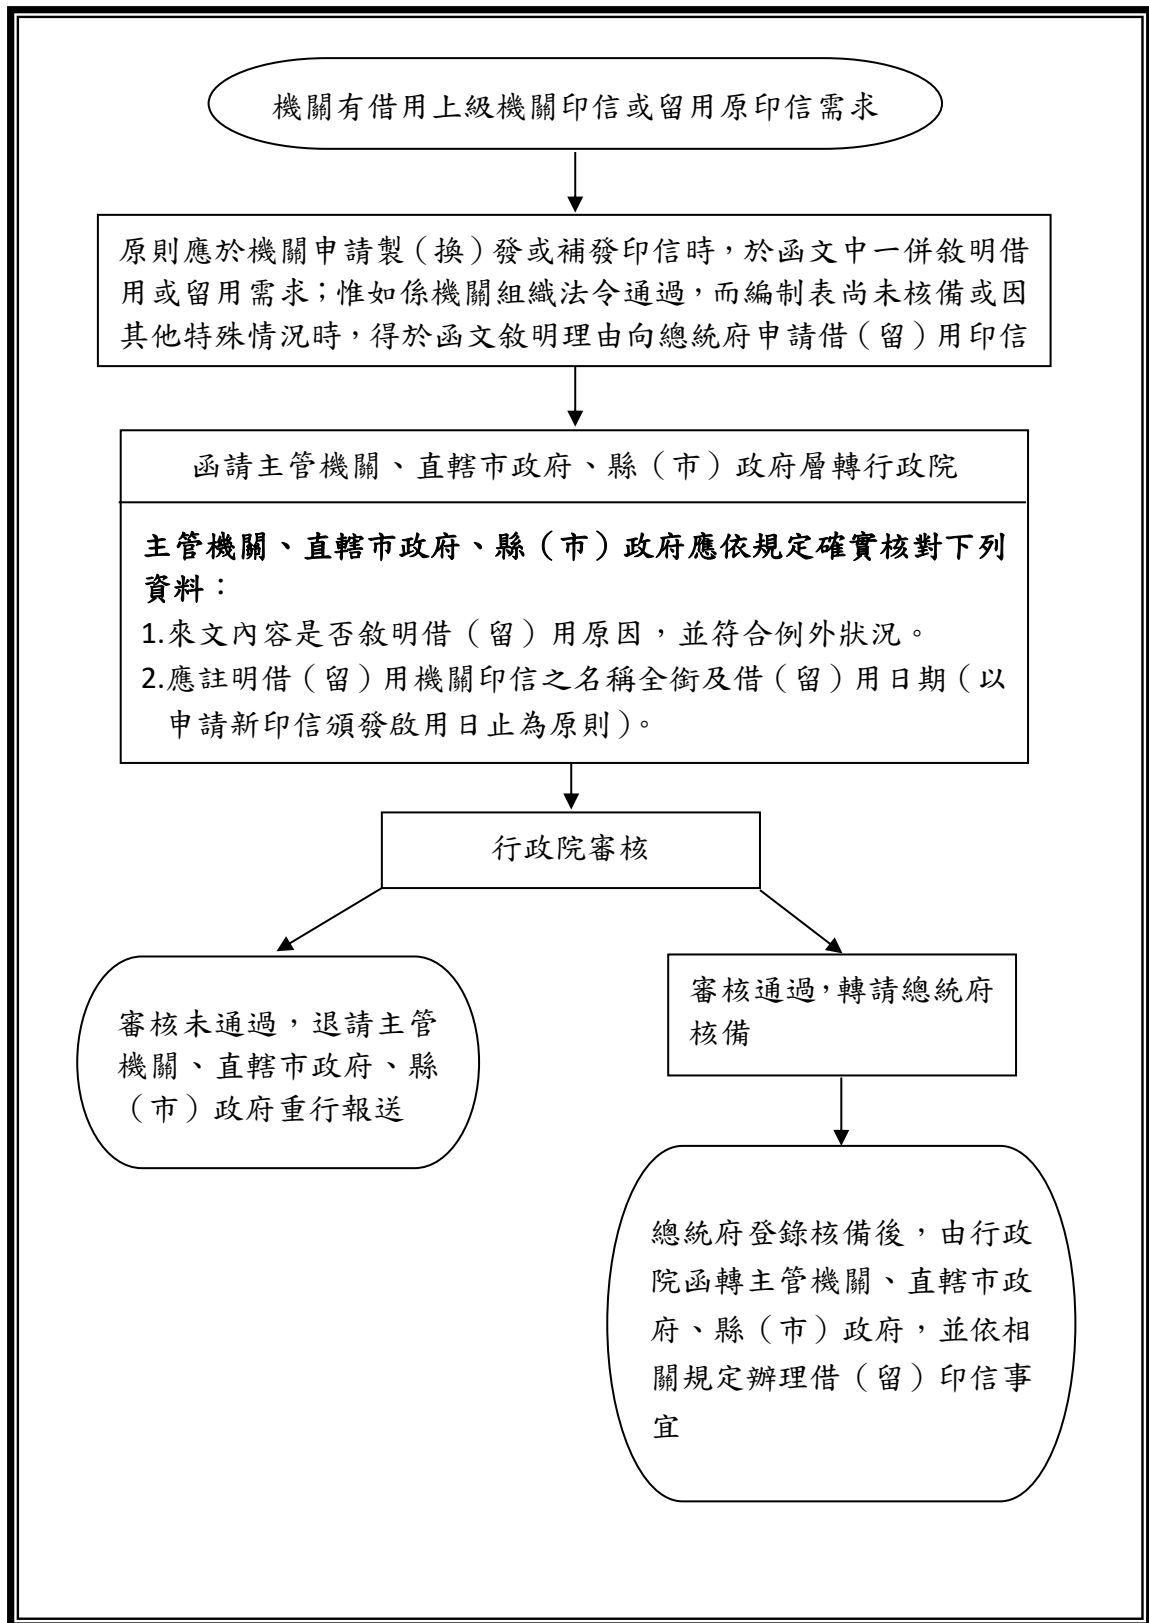 機關有借用上級機關印信或留用原印信需求
原則應於機關申請製（換）發或補發印信時，於函文中一併敘明借
用或留用需求；惟如係機關組織法令通過，而編制表尚未核備或因
其他特殊情況時，得於函文敘明理由向總統府申請借（留）用印信
函請主管機關、直轄市政府、縣（市）政府層轉行政院
主管機關、直轄市政府、縣（市）政府應依規定確實核對下列
資料：
1.來文內容是否敘明借（留）用原因，並符合例外狀況。
2.應註明借（留）用機關印信之名稱全銜及借（留）用日期（以
申請新印信頒發啟用日止為原則）。
行政院審核
審核未通過，退請主管
機關、直轄市政府、縣
（市）政府重行報送
審核通過，轉請總統府
核備
總統府登錄核備後，由行政
院函轉主管機關、直轄市政
府、縣（市）政府，並依相
關規定辦理借（留）印信事
宜